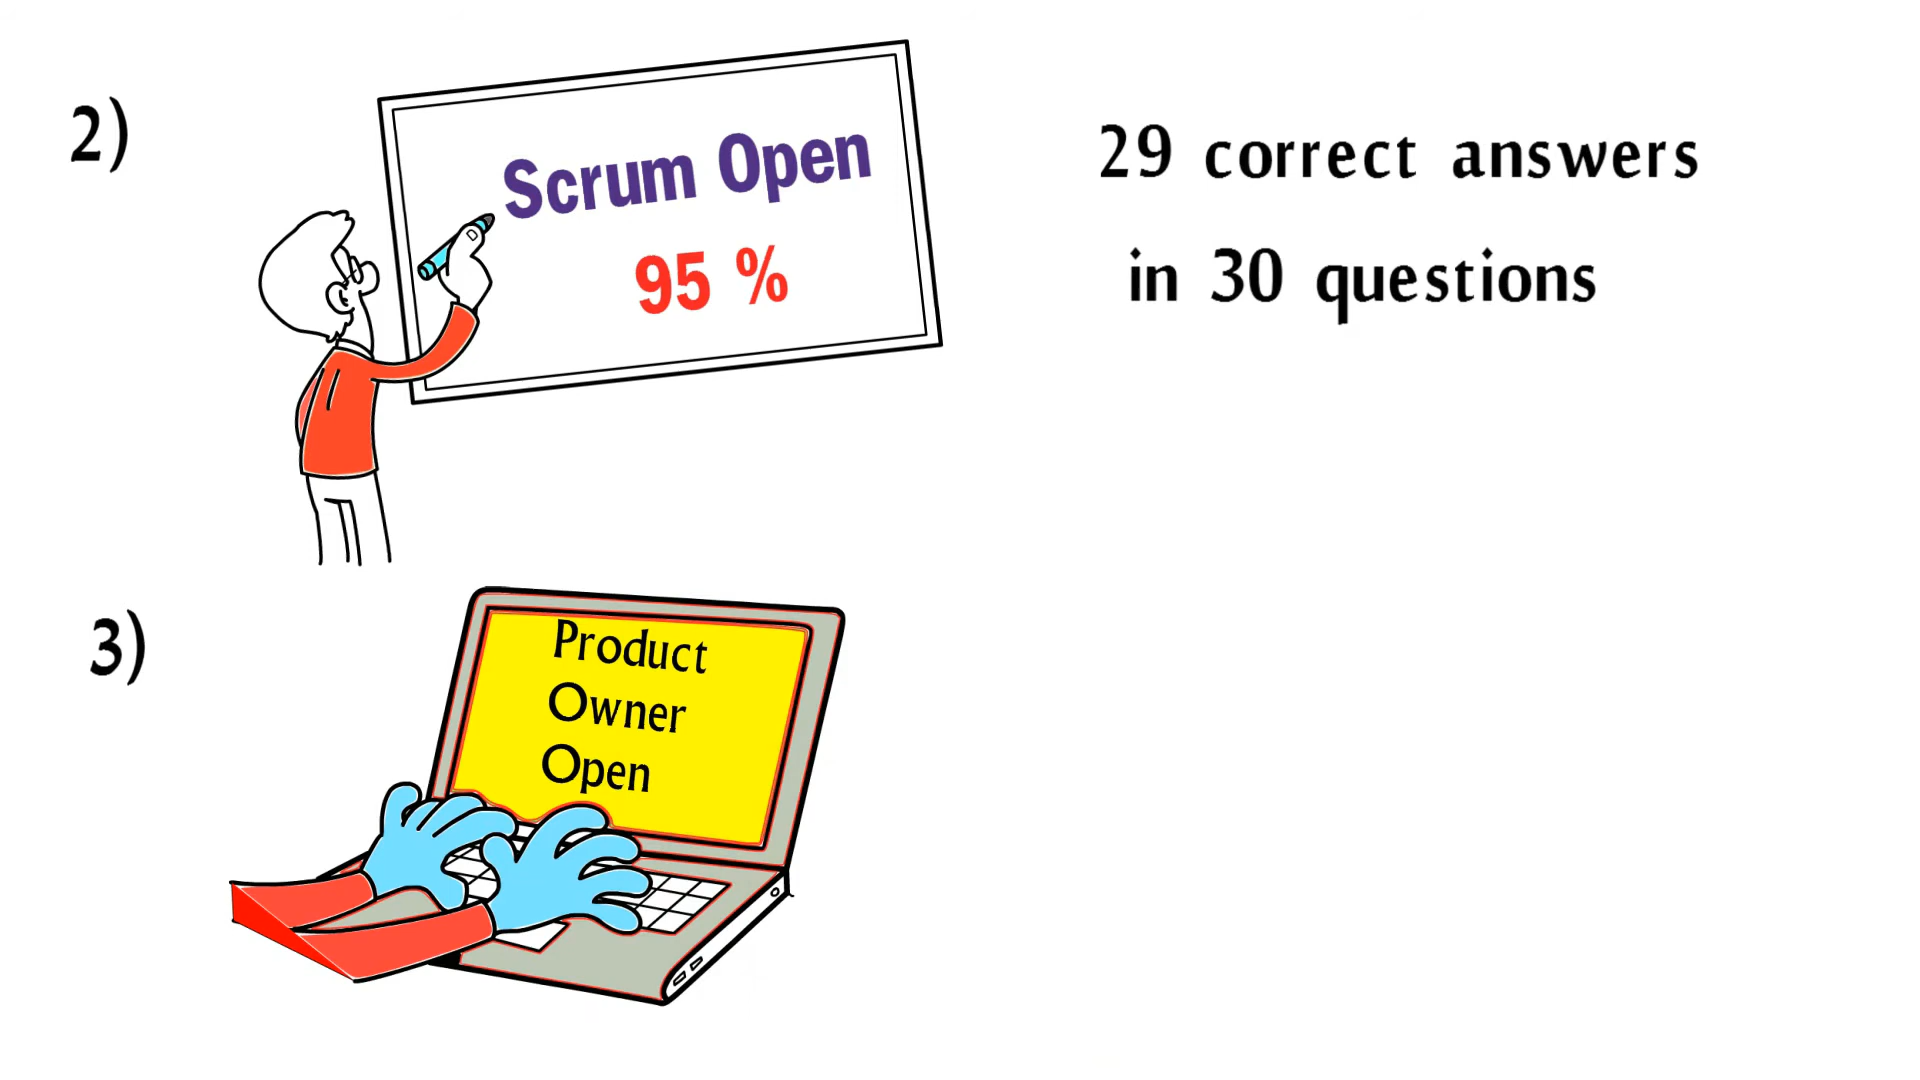 2)
Scrum Open
95 %
29 correct answers
in 30 questions
3)
Product
Owner
Open